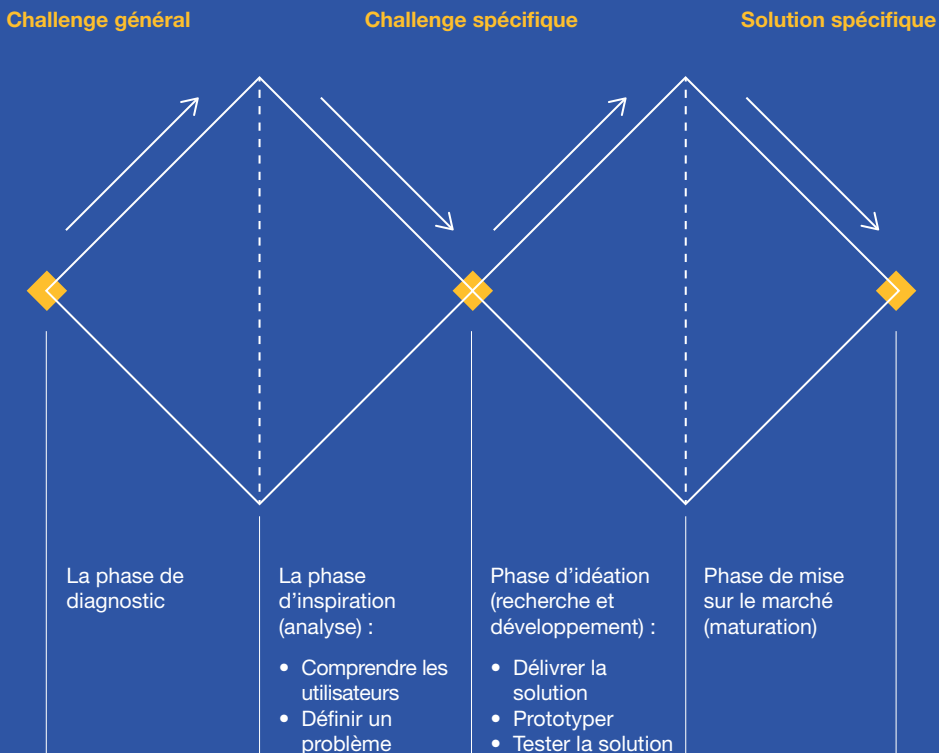 Challenge général
Challenge spécifique
Solution spécifique
La phase de
diagnostic
La phase
d'inspiration
(analyse) :
• Comprendre les
utilisateurs
• Définir un
problème
Phase d'idéation
(recherche et
développement) :
• Délivrer la
solution
• Prototyper
• Tester la solution
Phase de mise
sur le marché
(maturation)